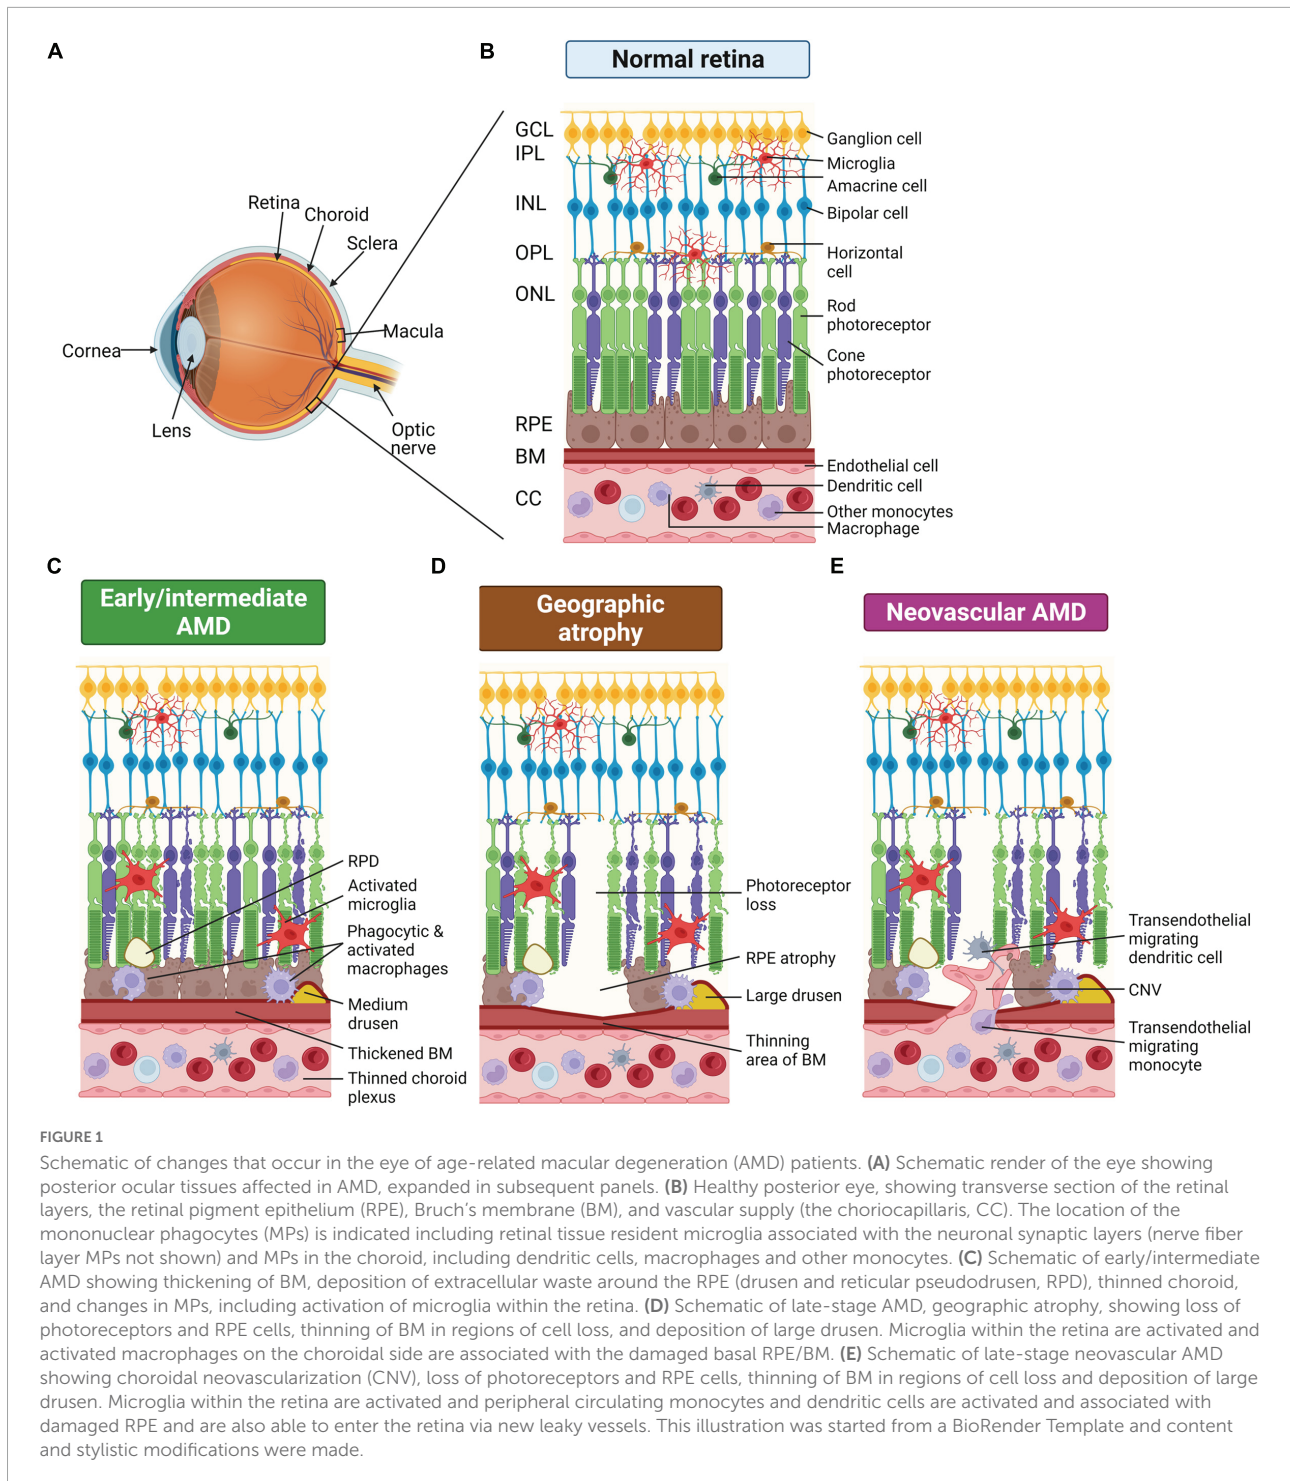 A
Retina
Choroid
Sclera
Macula
Cornea
Lens
Optic
nerve
B
Normal retina
GCL
IPL
INL
OPL
ONL
RPE
BM
CC
Ganglion cell
Microglia
Amacrine cell
Bipolar cell
Horizontal
cell
Rod
photoreceptor
Cone
photoreceptor
Endothelial cell
Dendritic cell
Other monocytes
Macrophage
C
Early/intermediate
AMD
RPD
Activated
microglia
Phagocytic &
activated
macrophages
Medium
drusen
Thickened BM
Thinned choroid
plexus
D
Geographic
atrophy
Photoreceptor
loss
RPE atrophy
Large drusen
Thinning
area of BM
E
Neovascular AMD
Transendothelial
migrating
dendritic cell
CNV
Transendothelial
migrating
monocyte
FIGURE 1
Schematic of changes that occur in the eye of age-related macular degeneration (AMD) patients. (A) Schematic render of the eye showing
posterior ocular tissues affected in AMD, expanded in subsequent panels. (B) Healthy posterior eye, showing transverse section of the retinal
layers, the retinal pigment epithelium (RPE), Bruch's membrane (BM), and vascular supply (the choriocapillaris, CC). The location of the
mononuclear phagocytes (MPs) is indicated including retinal tissue resident microglia associated with the neuronal synaptic layers (nerve fiber
layer MPs not shown) and MPs in the choroid, including dendritic cells, macrophages and other monocytes. (C) Schematic of early/intermediate
AMD showing thickening of BM, deposition of extracellular waste around the RPE (drusen and reticular pseudodrusen, RPD), thinned choroid,
and changes in MPs, including activation of microglia within the retina. (D) Schematic of late-stage AMD, geographic atrophy, showing loss of
photoreceptors and RPE cells, thinning of BM in regions of cell loss, and deposition of large drusen. Microglia within the retina are activated and
activated macrophages on the choroidal side are associated with the damaged basal RPE/BM. (E) Schematic of late-stage neovascular AMD
showing choroidal neovascularization (CNV), loss of photoreceptors and RPE cells, thinning of BM in regions of cell loss and deposition of large
drusen. Microglia within the retina are activated and peripheral circulating monocytes and dendritic cells are activated and associated with
damaged RPE and are also able to enter the retina via new leaky vessels. This illustration was started from a BioRender Template and content
and stylistic modifications were made.